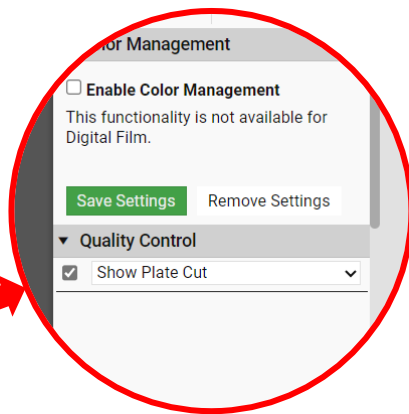 or Management
Enable Color Management
This functionality is not available for
Digital Film.
Save Settings Remove Settings
Quality Control
Show Plate Cut